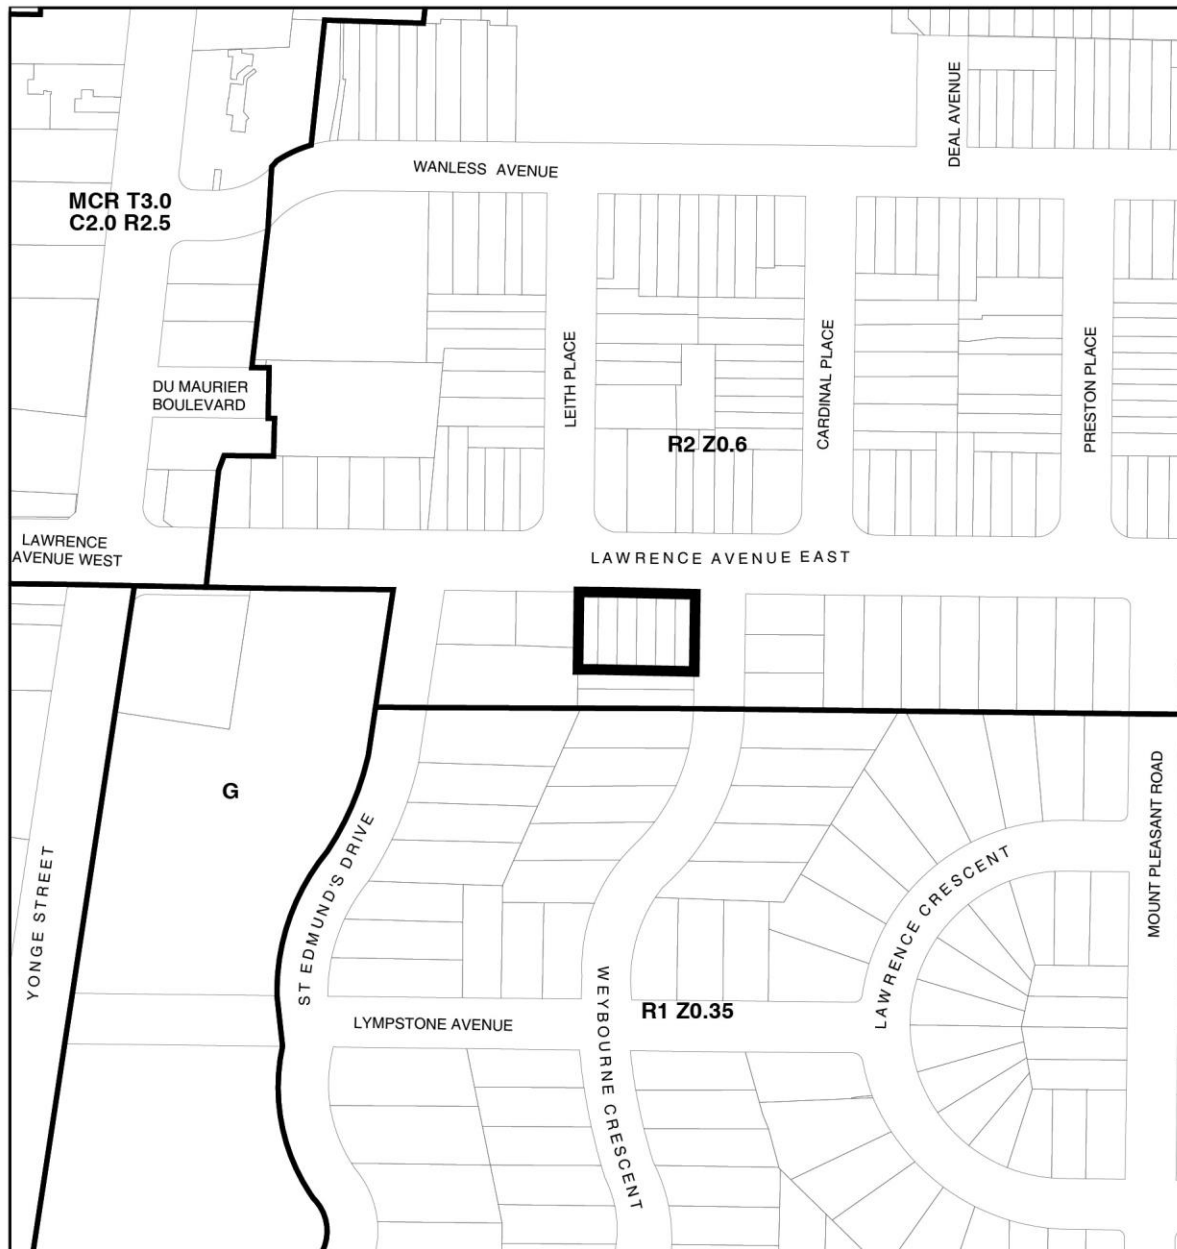 DEAL AVENUE
WANLESS AVENUE
MCR T3.0
C2.0 R2.5
LEITH PLACE
CARDINAL PLACE
PRESTON PLACE
DU MAURIER
BOULEVARD
R2 Z0.6
LAWRENCE
AVENUE WEST
LAWRENCE AVENUE EAST
G
YONGE STREET
ST EDMUND'S DRIVE
WEYBOURNE CRESCENT
LAWRENCE CRESCENT
MOUNT PLEASANT ROAD
R1 Z0.35
LYMPSTONE AVENUE